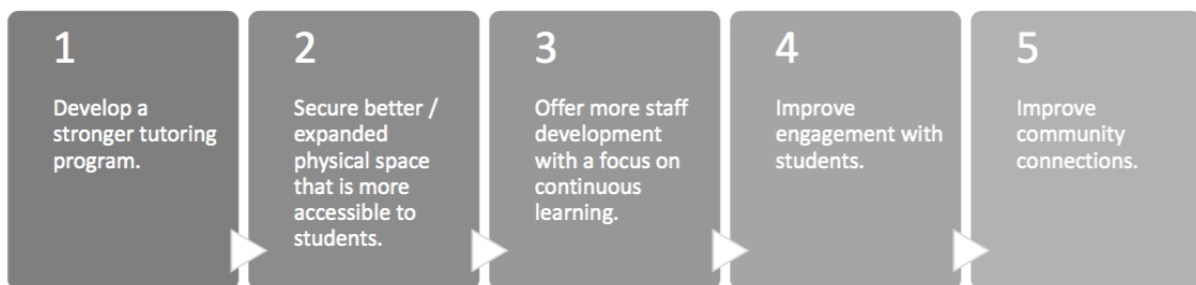 1
Develop a
stronger tutoring
program.
2
Secure better /
expanded
physical space
that is more
accessible to
students.
3
Offer more staff
development
with a focus on
continuous
learning.
4
Improve
engagement with
students.
5
Improve
community
connections.